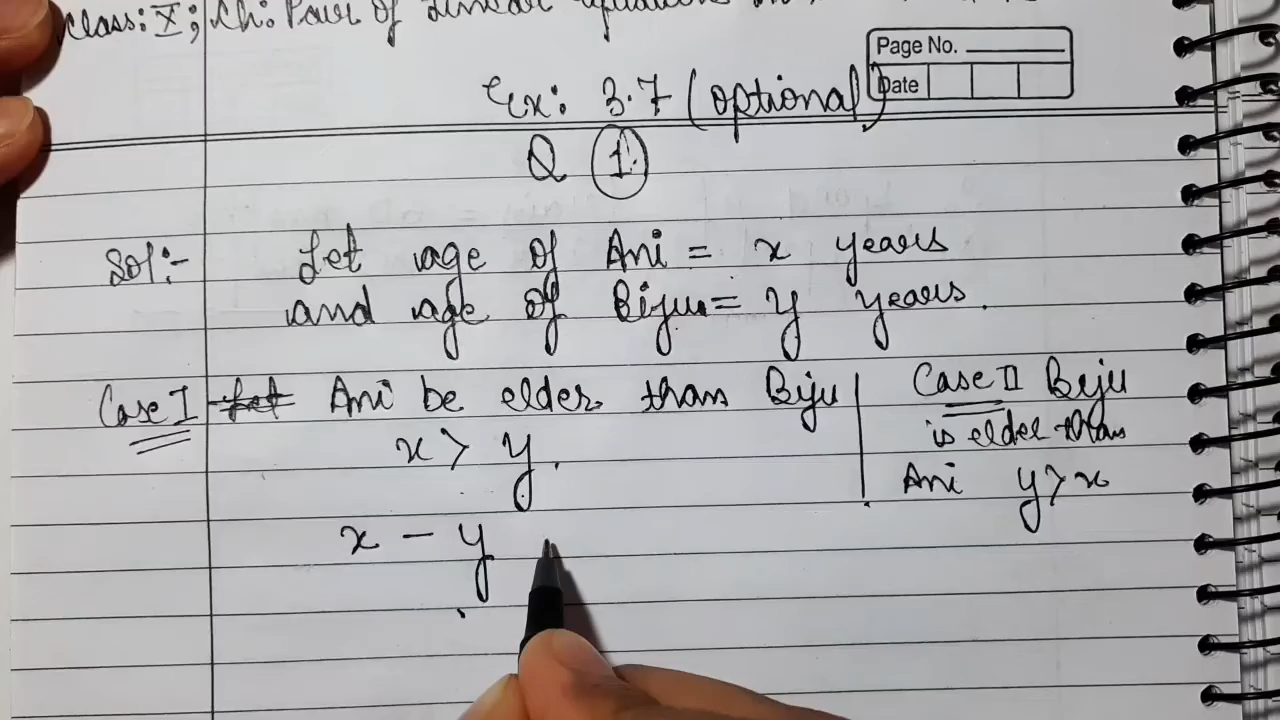 Class: X; Ch: Pair of Linear equations in
Page No.
Date
Ex: 3.7 (optional)
Q 1.
Sol:- Let age of Ani = x years
and age of Biju = y years.
Case I Let Ani be elder than Biju
x > y.
x - y
Case II Biju
is elder than
Ani y > x